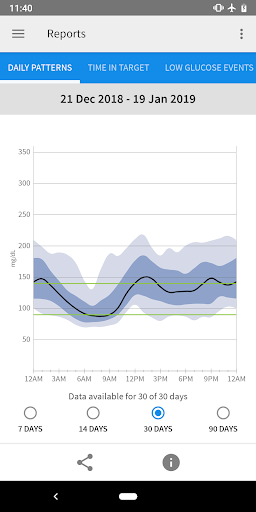 11:40
Reports
DAILY PATTERNS TIME IN TARGET LOW GLUCOSE EVENTS
21 Dec 2018 - 19 Jan 2019
350
300
250
mg/dL
200
150
100
50
12AM 3AM 6AM 9AM 12PM 3PM 6PM 9PM 12AM
Data available for 30 of 30 days
7 DAYS 14 DAYS 30 DAYS 90 DAYS